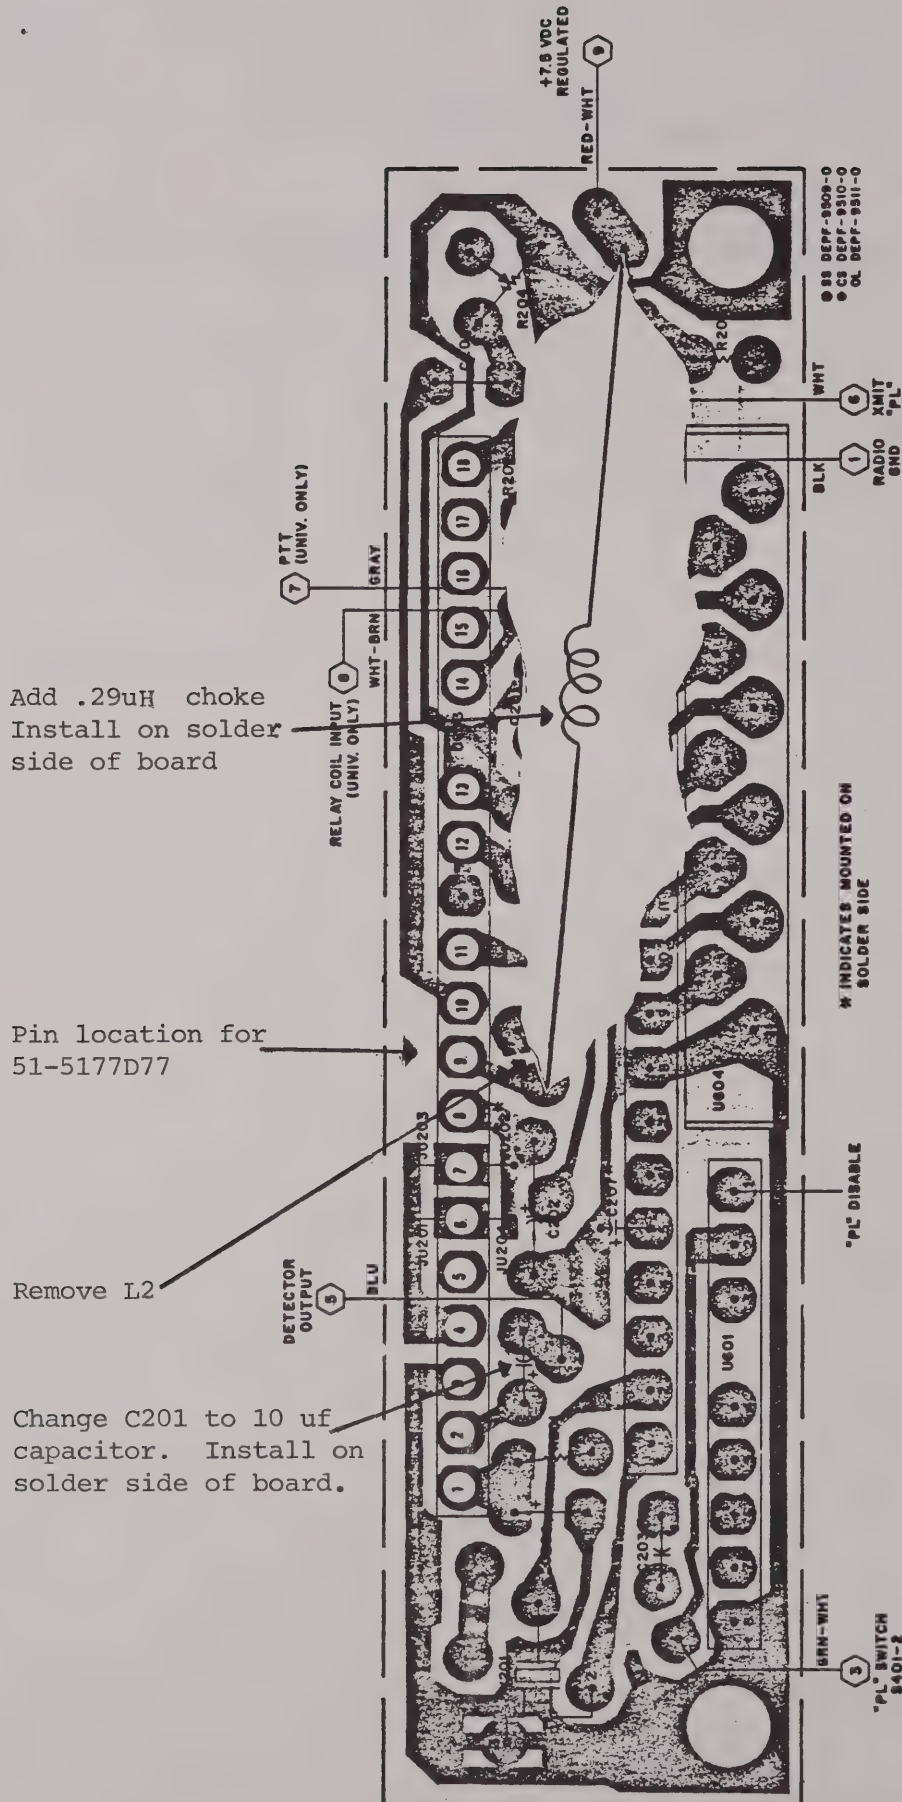 +7.5 VDC
REGULATED
9
RED-WHT
SS DEPF-9509-0
CS DEPF-9510-0
OL DEPF-9511-0
R204
WHT
6
XMIT
"PL"
BLK
1
RADIO
GND
PTT
(UNIV. ONLY)
7
GRAY
RELAY COIL INPUT
(UNIV. ONLY)
8
WHT-BRN
18
17
16
15
14
13
12
11
10
9
8
7
6
5
4
3
2
1
Add .29uH choke
Install on solder
side of board
Pin location for
51-5177D77
Remove L2
Change C201 to 10 uf
capacitor. Install on
solder side of board.
* INDICATES MOUNTED ON
SOLDER SIDE
JU203
JU201
C202
U604
U601
"PL" DISABLE
DETECTOR
OUTPUT
5
BLU
GRN-WHT
3
"PL" SWITCH
S401-2